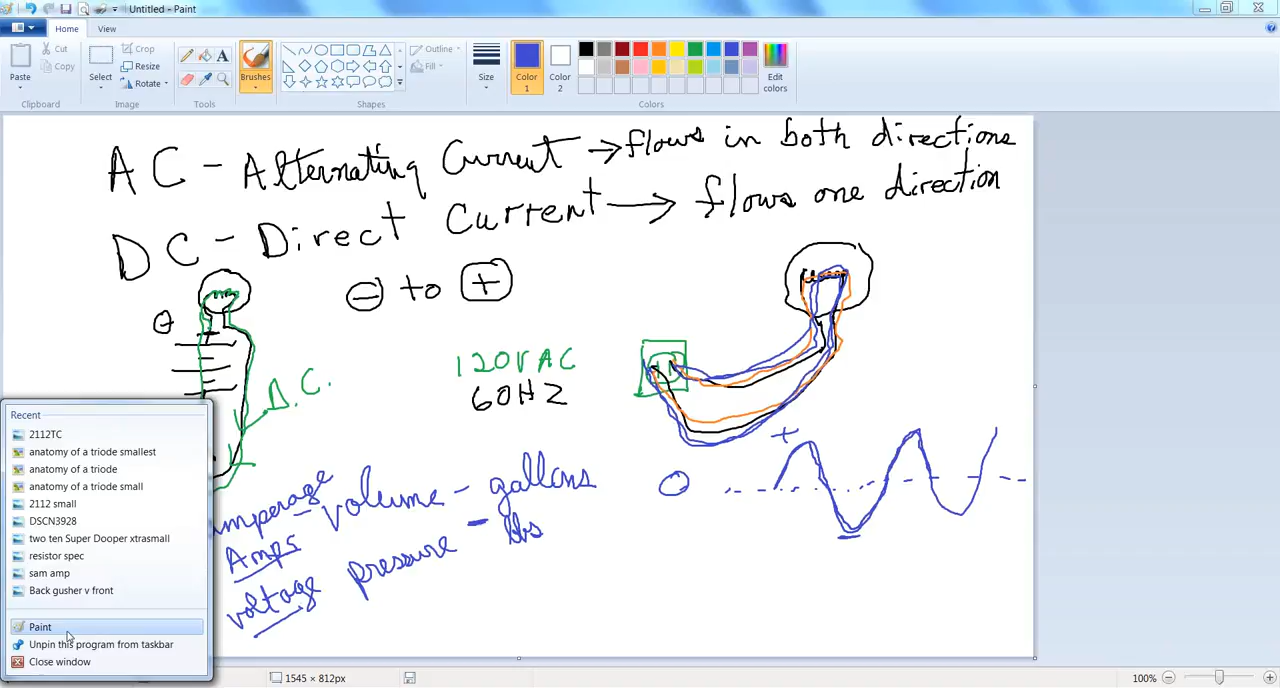 Untitled - Paint
Home
View
Paste
Cut
Copy
Clipboard
Select
Crop
Resize
Rotate
Image
A
Tools
Brushes
Shapes
Outline
Fill
Size
Color
1
Color
2
Edit
colors
Colors
AC - Alternating Current → flows in both directions
DC - Direct Current → flows one direction
⊖ to +
D.C.
120VAC
60HZ
+
0
amperage volume - gallons
Amps
voltage pressure - lbs
Recent
2112TC
anatomy of a triode smallest
anatomy of a triode
anatomy of a triode small
2112 small
DSCN3928
two ten Super Dooper xtrasmall
resistor spec
sam amp
Back gusher v front
Paint
Unpin this program from taskbar
Close window
1545 × 812px
100%